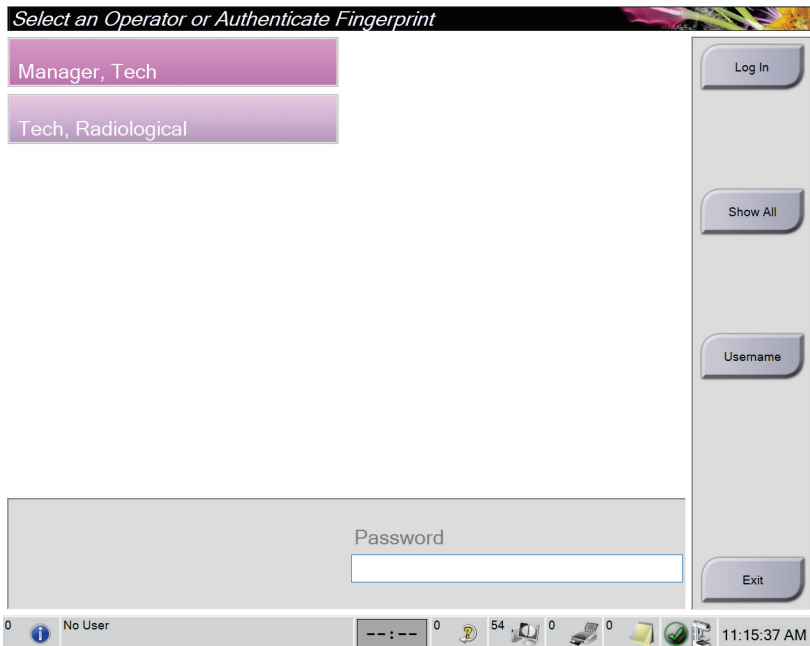 Select an Operator or Authenticate Fingerprint
Manager, Tech
Tech, Radiological
Log In
Show All
Username
Exit
Password
0
No User
--:--
0
54
0
0
11:15:37 AM